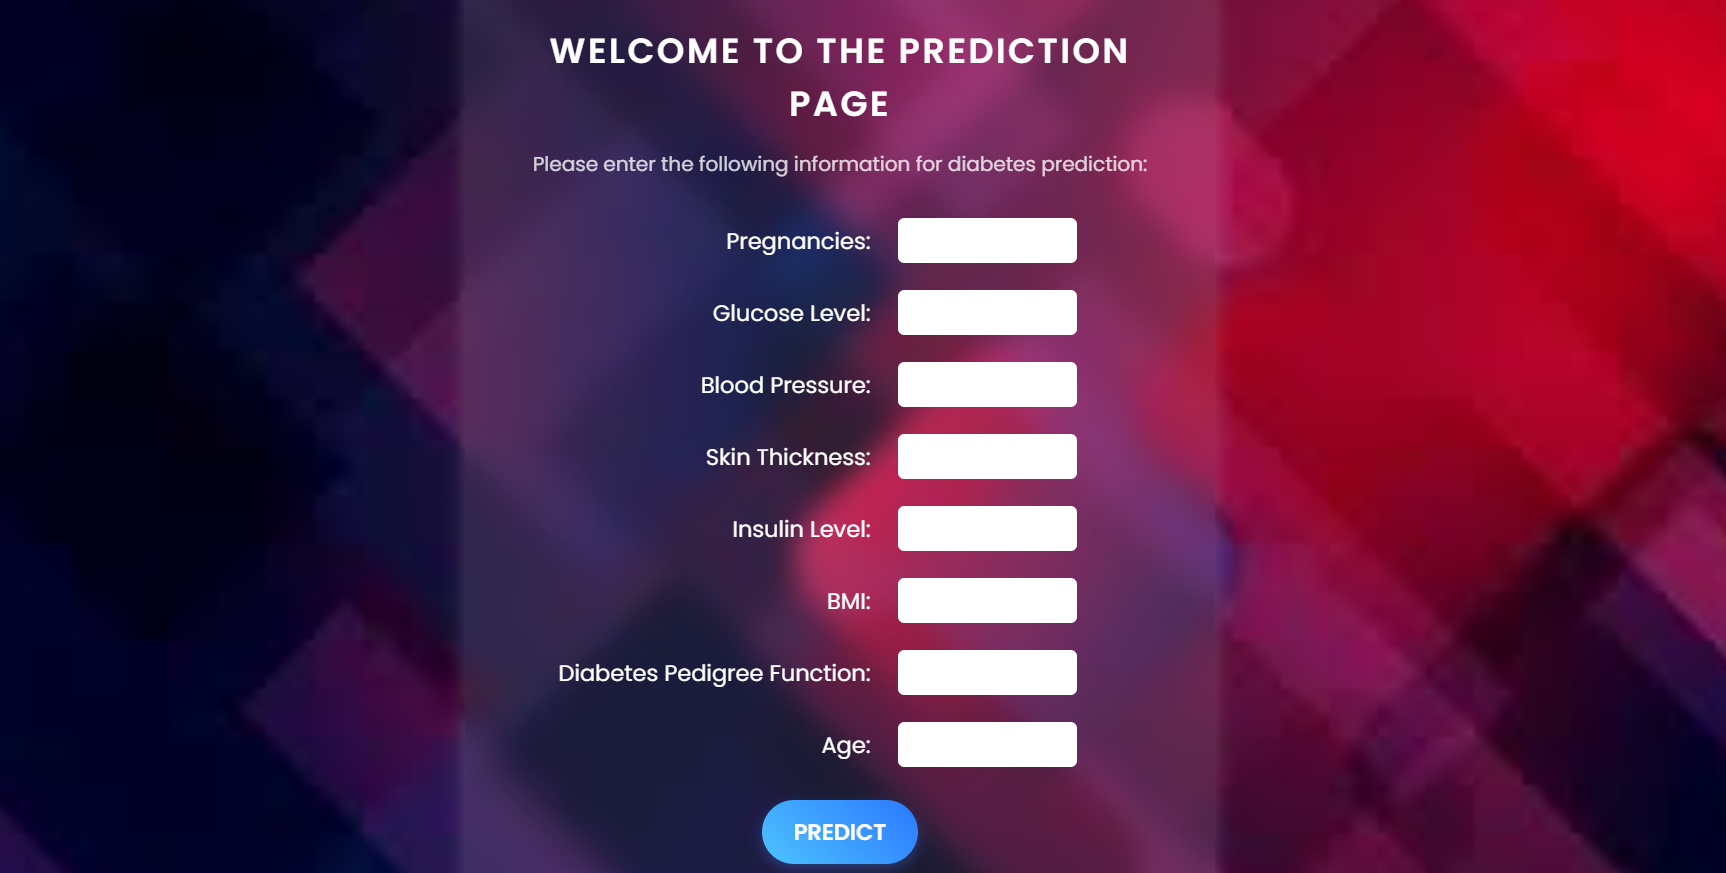 WELCOME TO THE PREDICTION
PAGE
Please enter the following information for diabetes prediction:
Pregnancies:
Glucose Level:
Blood Pressure:
Skin Thickness:
Insulin Level:
BMI:
Diabetes Pedigree Function:
Age:
PREDICT